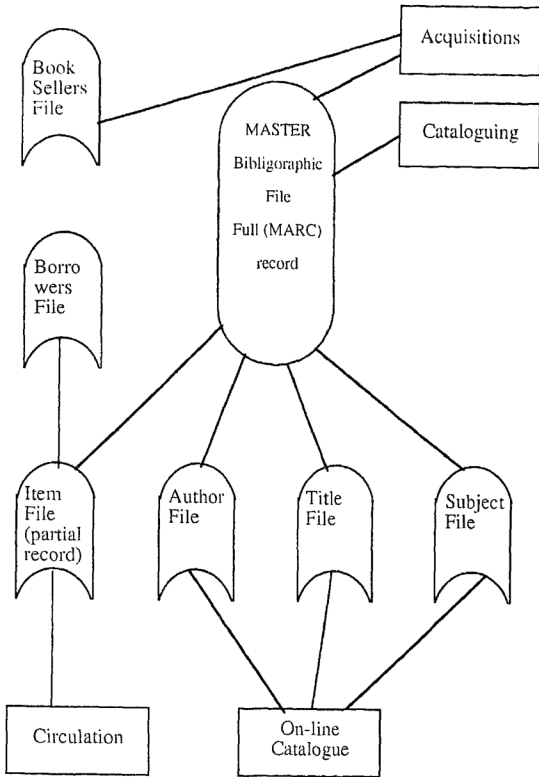 Acquisitions
Book
Sellers
File
Cataloguing
MASTER
Bibligoraphic
File
Full (MARC)
record
Borro
wers
File
Item
File
(partial
record)
Author
File
Title
File
Subject
File
Circulation
On-line
Catalogue